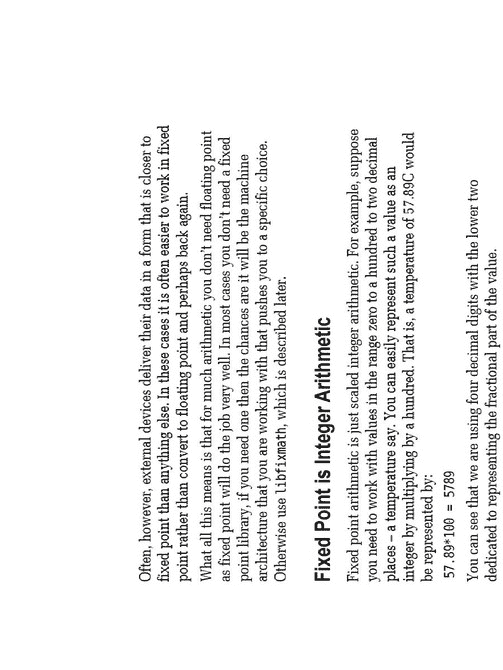 Often, however, external devices deliver their data in a form that is closer to
fixed point than anything else. In these cases it is often easier to work in fixed
point rather than convert to floating point and perhaps back again.
What all this means is that for much arithmetic you don't need floating point
as fixed point will do the job very well. In most cases you don't need a fixed
point library, if you need one then the chances are it will be the machine
architecture that you are working with that pushes you to a specific choice.
Otherwise use libfixmath, which is described later.
Fixed Point is Integer Arithmetic
Fixed point arithmetic is just scaled integer arithmetic. For example, suppose
you need to work with values in the range zero to a hundred to two decimal
places – a temperature say. You can easily represent such a value as an
integer by multiplying by a hundred. That is, a temperature of 57.89C would
be represented by:
57.89*100 = 5789
You can see that we are using four decimal digits with the lower two
dedicated to representing the fractional part of the value.